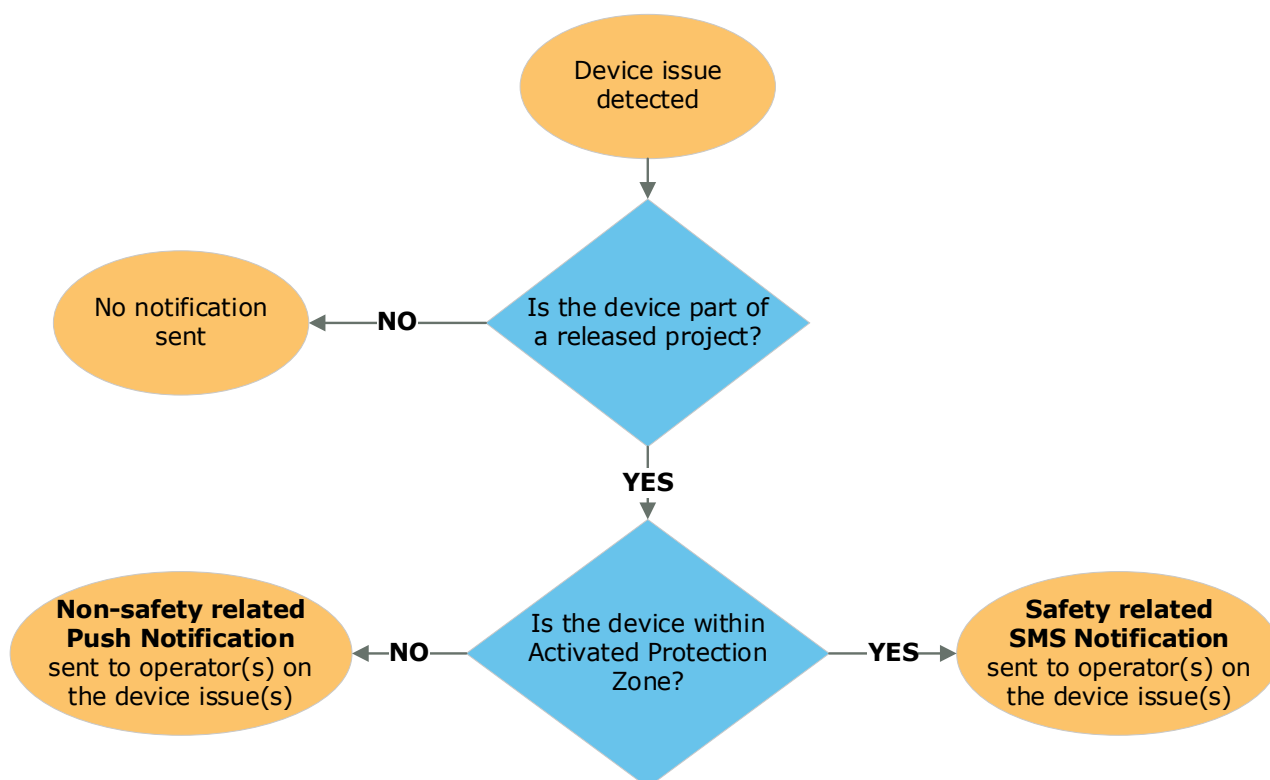 Device issue
detected
Is the device part of
a released project?
NO
No notification
sent
YES
Is the device within
Activated Protection
Zone?
NO
Non-safety related
Push Notification
sent to operator(s) on
the device issue(s)
YES
Safety related
SMS Notification
sent to operator(s) on
the device issue(s)